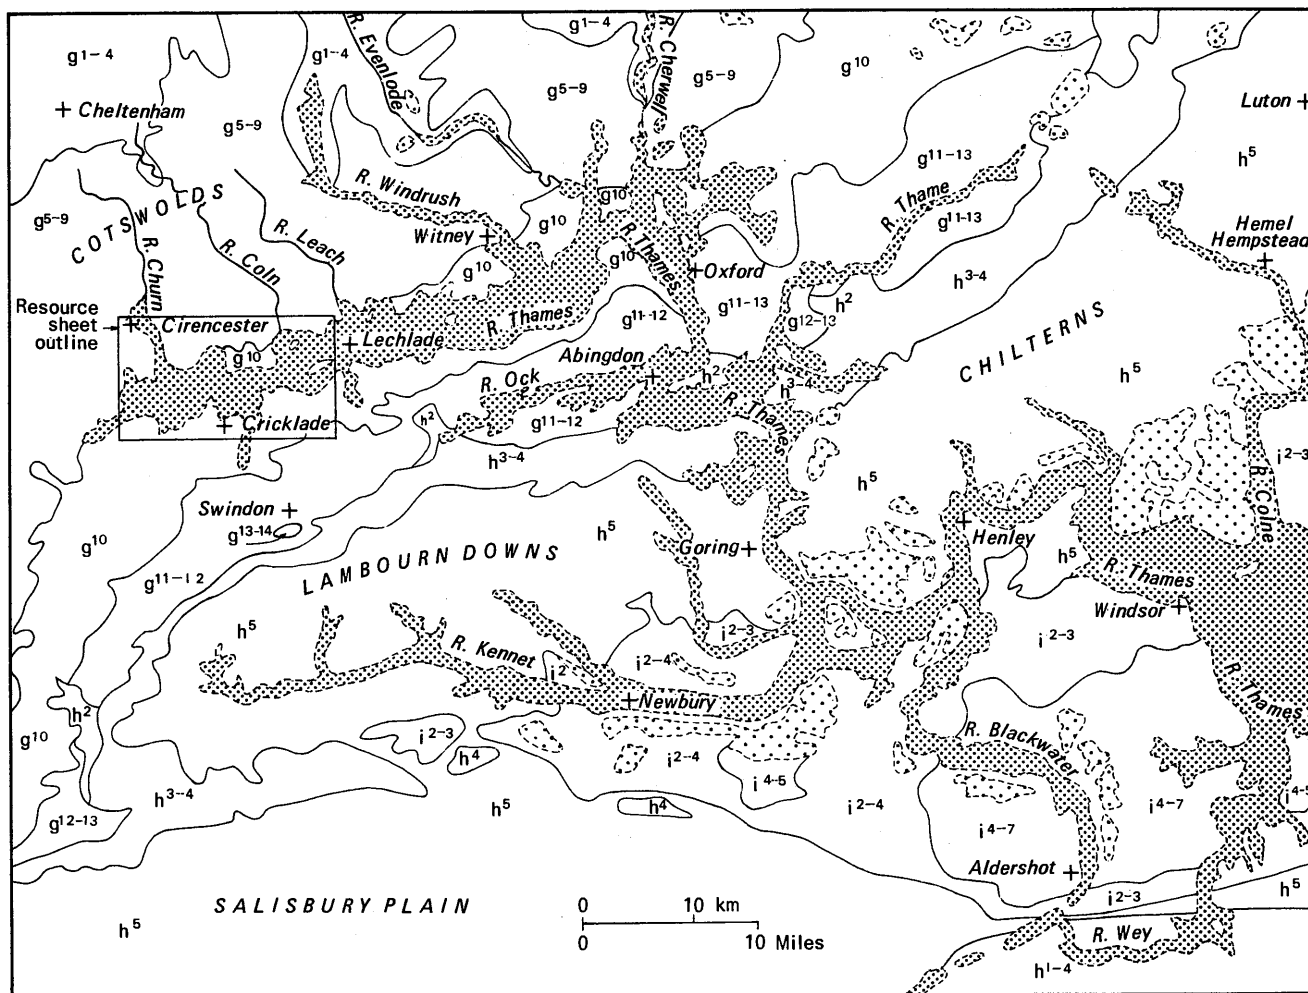 g1-4
g1-4
R. Evenlode
g1-4
R. Cherwell
g5-9
g5-9
g10
Cheltenham
Luton
g5-9
h5
g11-13
R. Thame
g11-13
COTSWOLDS
g5-9
R. Windrush
Witney
g10
g10
R. Thames
g10
Oxford
Hemel
Hempstead
R. Churn
R. Coln
R. Leach
g10
h3-4
h2
g11-13
g12-13
Resource
sheet
outline
Cirencester
g10
Lechlade
R. Thames
g11-12
CHILTERNS
Abingdon
R. Ock
h2
h3-4
h5
Cricklade
h2
g11-12
R. Thames
h3-4
i2-3
R. Colne
h5
Swindon
g13-14
h5
Goring
Henley
h5
g10
LAMBOURN DOWNS
g11-12
R. Thames
Windsor
h5
i2-3
i2-3
R. Kennet
i2
i2-4
Newbury
R. Thames
h2
g10
i2-3
h4
i2-4
i4-5
R. Blackwater
h3-4
h5
h4
i2-4
i4-7
i4-7
i4-5
g12-13
Aldershot
i2-3
h5
SALISBURY PLAIN
h5
0 10 km
0 10 Miles
R. Wey
h1-4